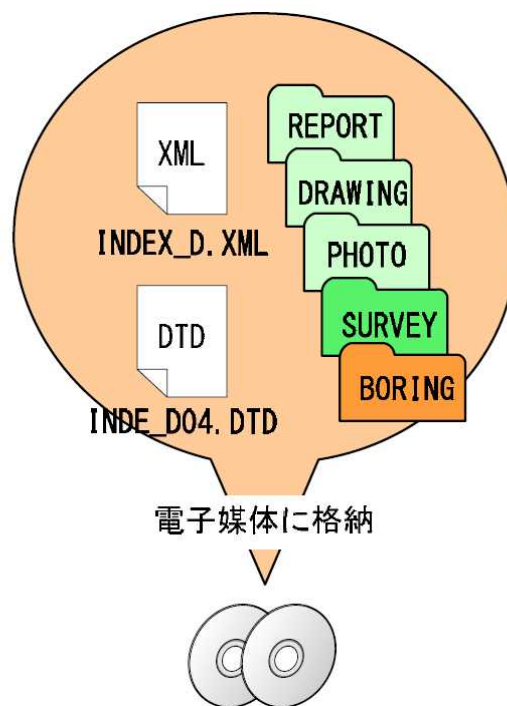 XML
INDEX_D.XML
DTD
INDE_D04.DTD
REPORT
DRAWING
PHOTO
SURVEY
BORING
電子媒体に格納